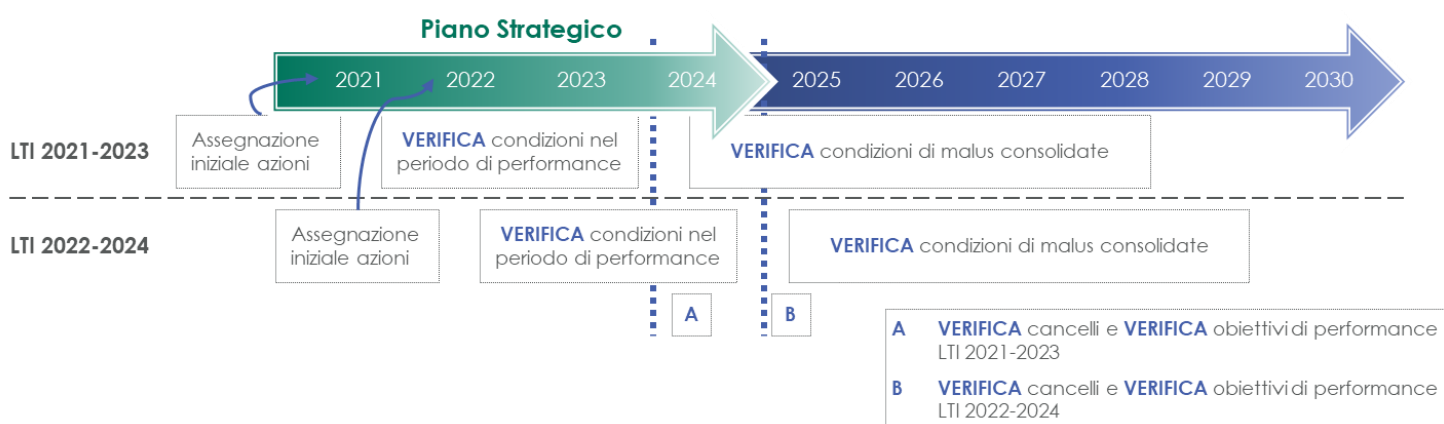 Piano Strategico
2021 2022 2023 2024 2025 2026 2027 2028 2029 2030
LTI 2021-2023
Assegnazione
iniziale azioni
VERIFICA condizioni nel
periodo di performance
VERIFICA condizioni di malus consolidate
LTI 2022-2024
Assegnazione
iniziale azioni
VERIFICA condizioni nel
periodo di performance
VERIFICA condizioni di malus consolidate
A
B
A VERIFICA cancelli e VERIFICA obiettivi di performance
LTI 2021-2023
B VERIFICA cancelli e VERIFICA obiettivi di performance
LTI 2022-2024